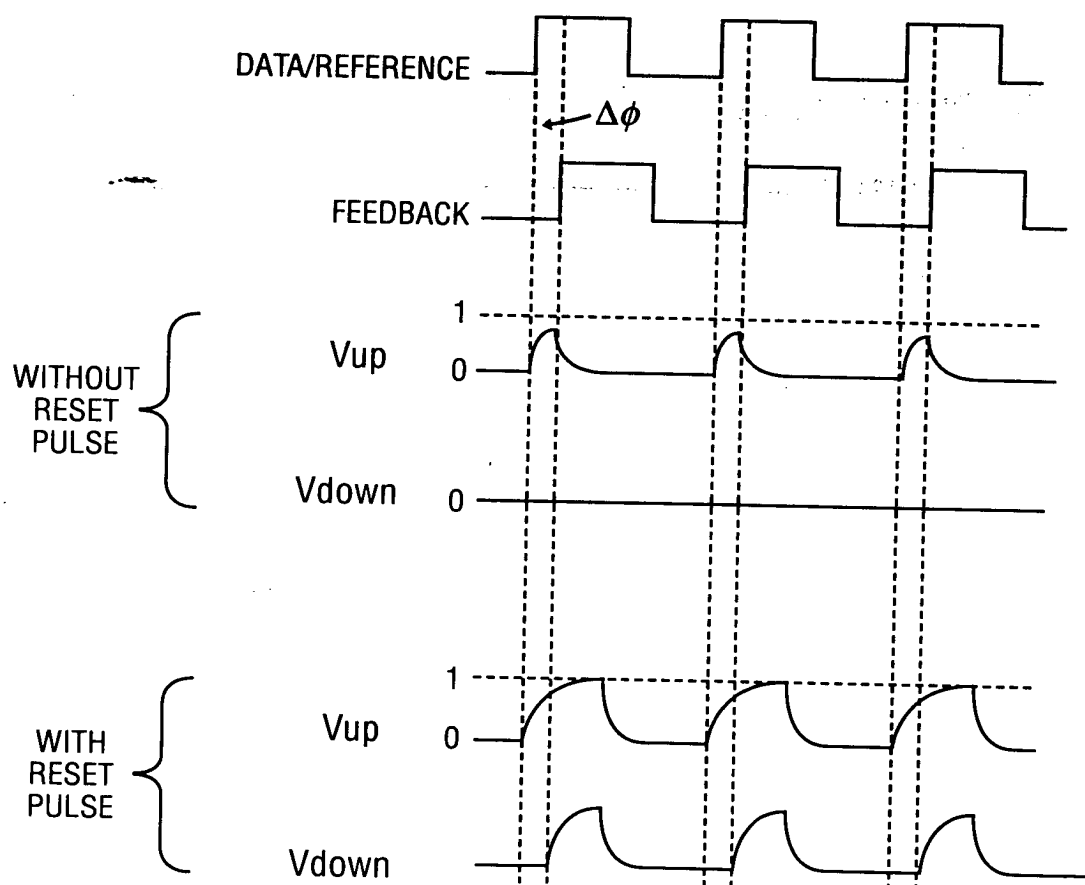 DATA/REFERENCE
Δϕ
FEEDBACK
WITHOUT
RESET
PULSE
1
Vup
0
Vdown
0
WITH
RESET
PULSE
1
Vup
0
Vdown